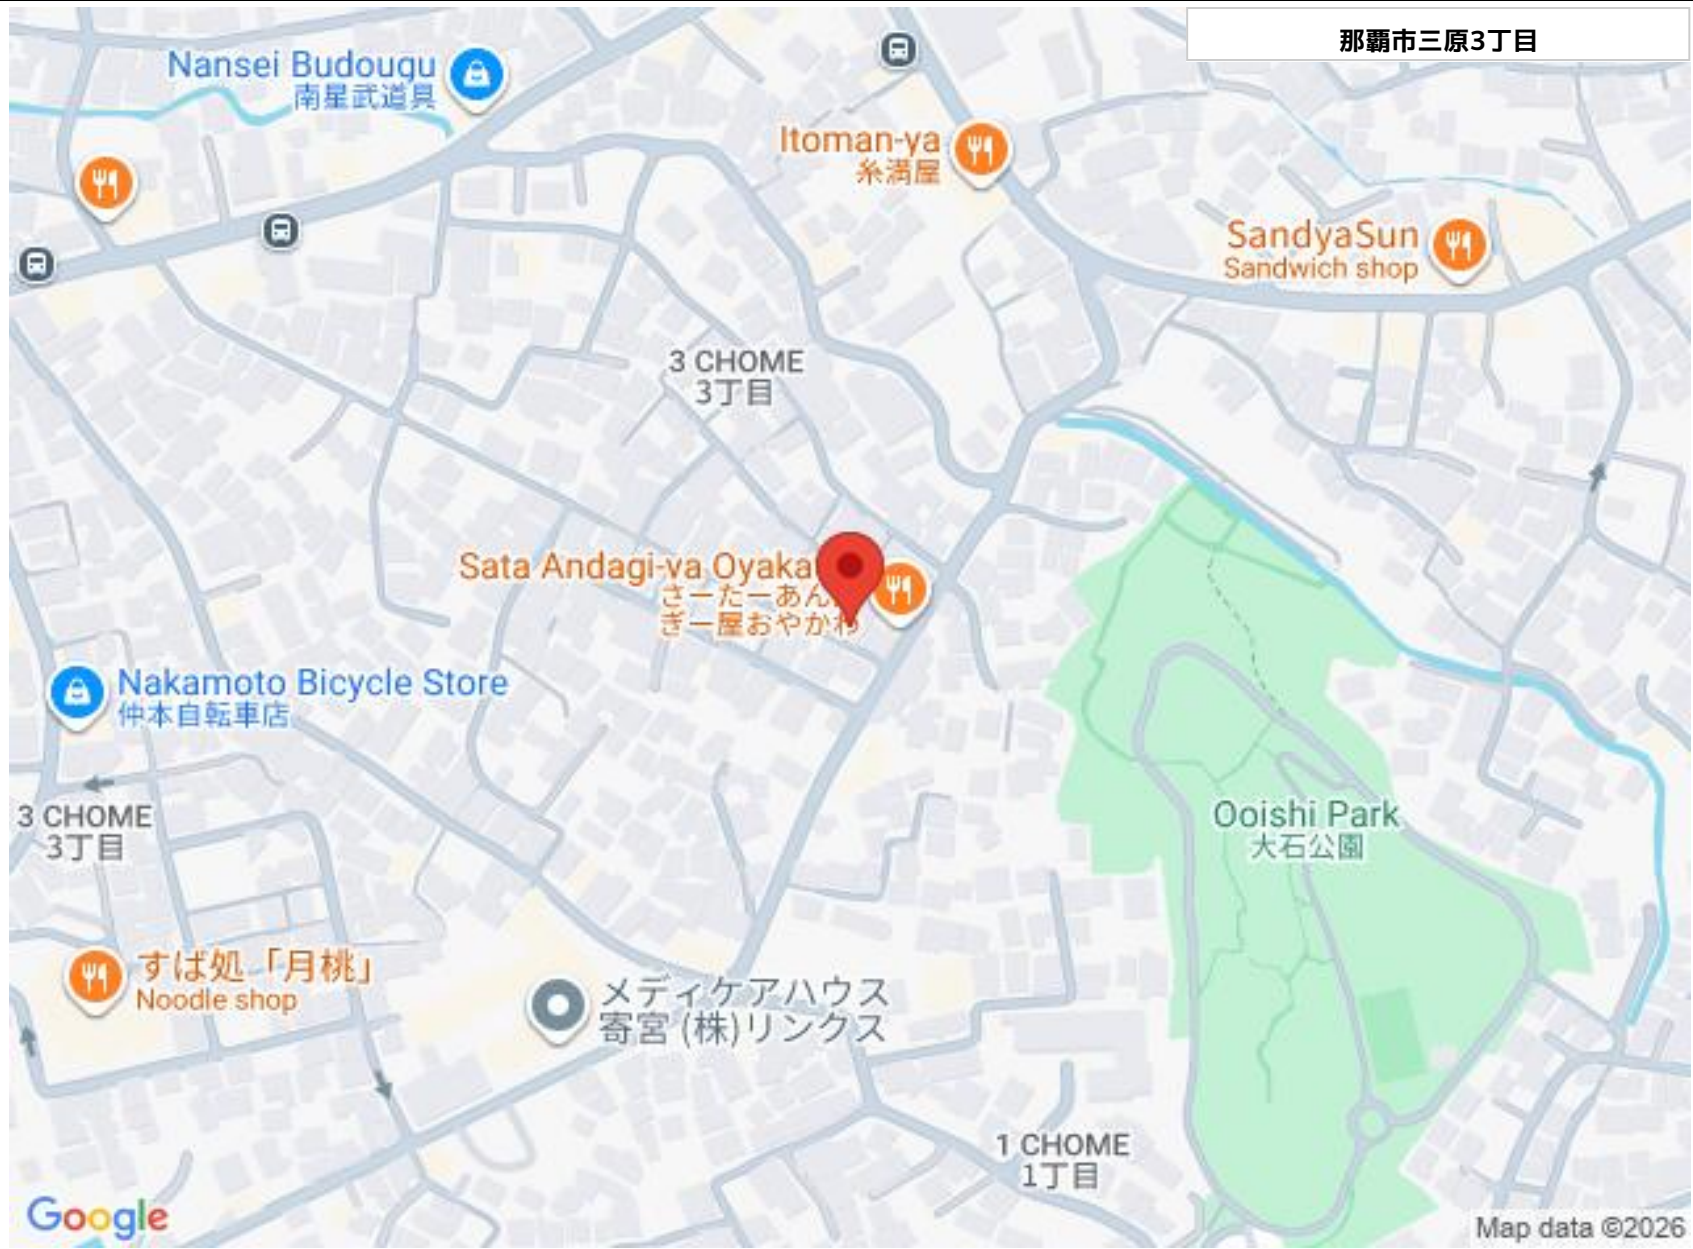 那覇市三原3丁目
Nansei Budougu
南星武道具
Itoman-ya
糸満屋
SandyaSun
Sandwich shop
3 CHOME
3丁目
Sata Andagi-ya Oyaka
さーたーあん
ぎー屋おやかわ
Nakamoto Bicycle Store
仲本自転車店
3 CHOME
3丁目
Ooishi Park
大石公園
すば処「月桃」
Noodle shop
メディケアハウス
寄宮 (株)リンクス
1 CHOME
1丁目
Google
Map data ©2026